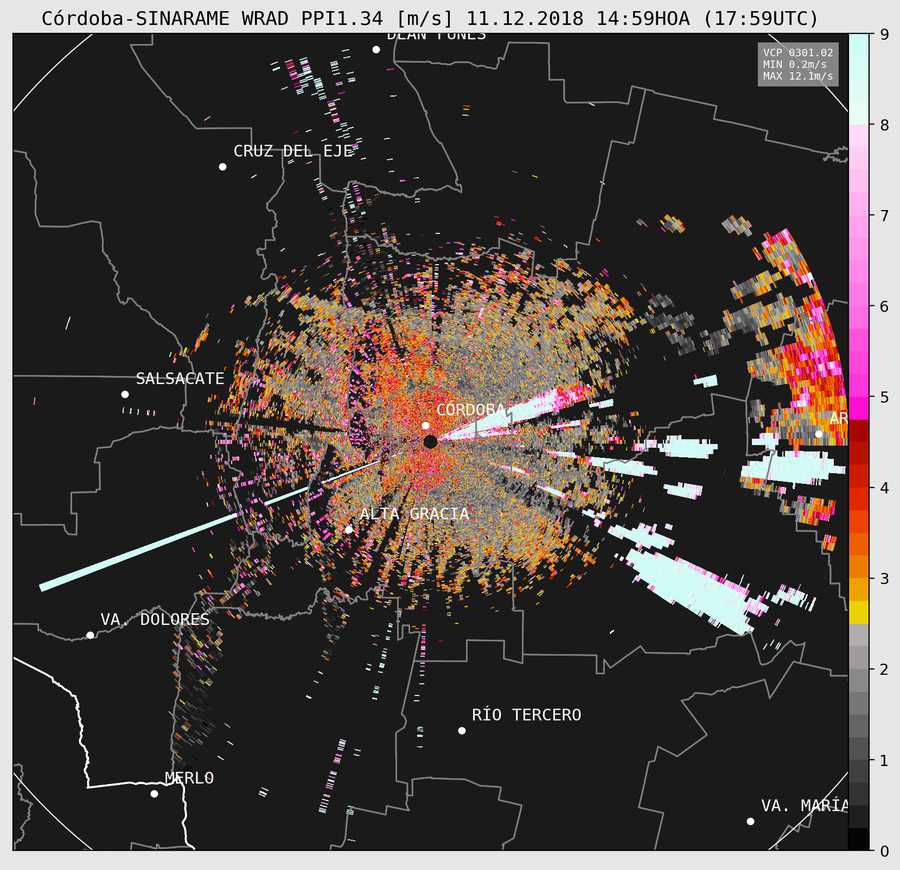 Córdoba-SINARAME WRAD PPI1.34 [m/s] 11.12.2018 14:59HOA (17:59UTC)
DEAN FUNES
VCP 0301.02
MIN 0.2m/s
MAX 12.1m/s
CRUZ DEL EJE
SALSACATE
CÓRDOBA
AR
ALTA GRACIA
VA. DOLORES
RÍO TERCERO
MERLO
VA. MARÍA
9
8
7
6
5
4
3
2
1
0